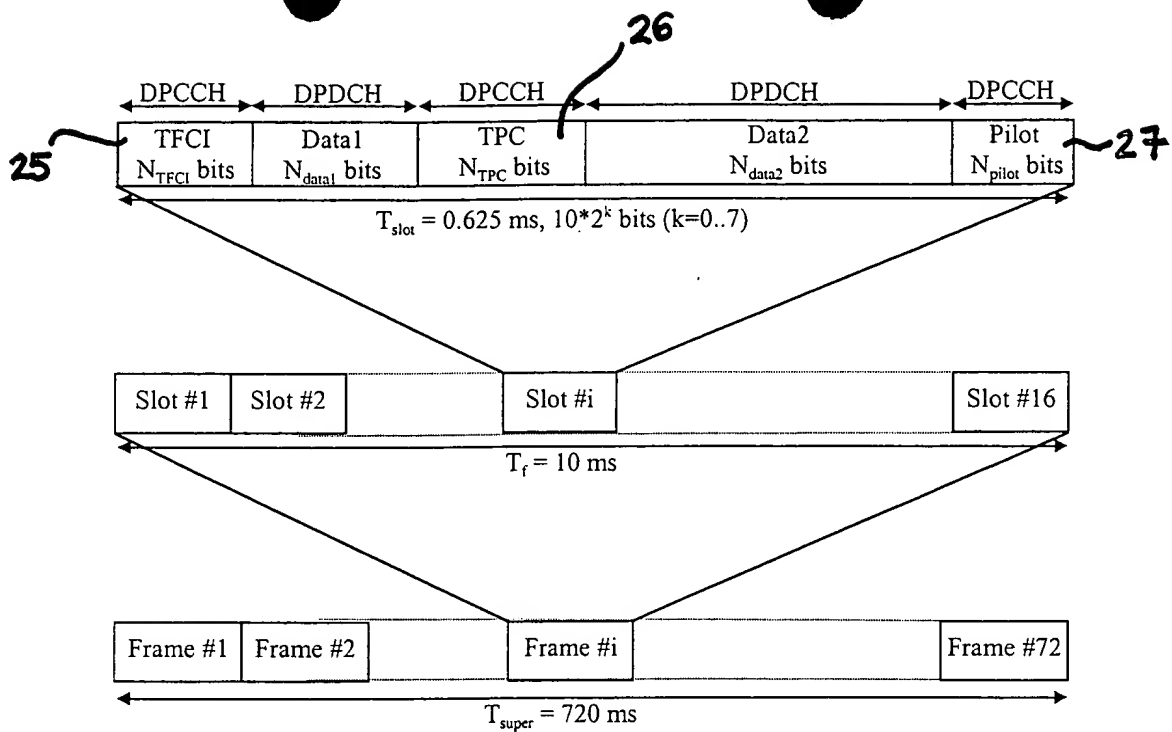 26
DPCCH DPDCH DPCCH DPDCH DPCCH
TFCI Data1 TPC Data2 Pilot
25 N_TFCI bits N_data1 bits N_TPC bits N_data2 bits N_pilot bits 27
T_slot = 0.625 ms, 10*2^k bits (k=0..7)
Slot #1 Slot #2 Slot #i Slot #16
T_f = 10 ms
Frame #1 Frame #2 Frame #i Frame #72
T_super = 720 ms